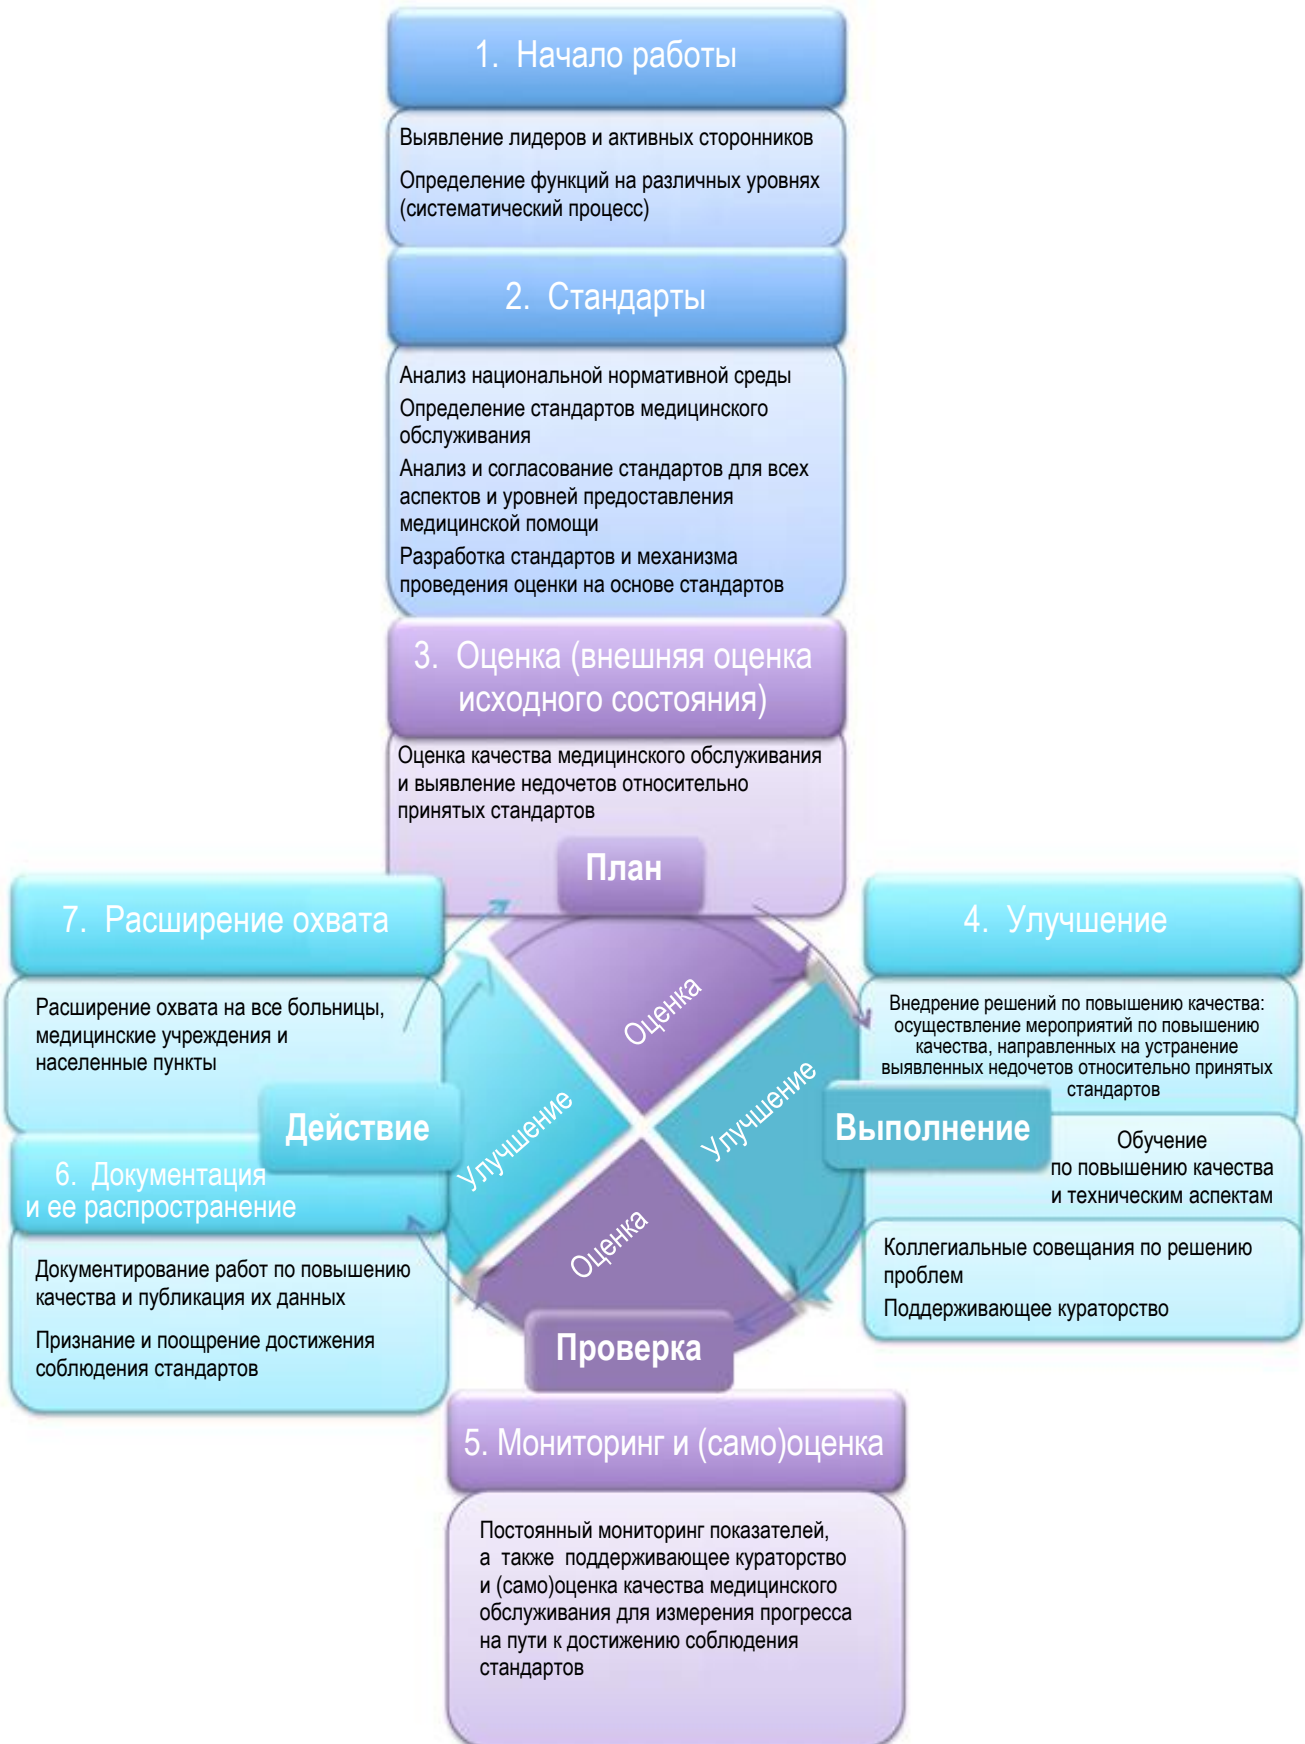 1. Начало работы
Выявление лидеров и активных сторонников
Определение функций на различных уровнях
(систематический процесс)
2. Стандарты
Анализ национальной нормативной среды
Определение стандартов медицинского
обслуживания
Анализ и согласование стандартов для всех
аспектов и уровней предоставления
медицинской помощи
Разработка стандартов и механизма
проведения оценки на основе стандартов
3. Оценка (внешняя оценка
исходного состояния)
Оценка качества медицинского обслуживания
и выявление недочетов относительно
принятых стандартов
План
Оценка
4. Улучшение
Внедрение решений по повышению качества:
осуществление мероприятий по повышению
качества, направленных на устранение
выявленных недочетов относительно принятых
стандартов
Выполнение
Улучшение
Обучение
по повышению качества
и техническим аспектам
Коллегиальные совещания по решению
проблем
Поддерживающее кураторство
Проверка
Оценка
5. Мониторинг и (само)оценка
Постоянный мониторинг показателей,
а также поддерживающее кураторство
и (само)оценка качества медицинского
обслуживания для измерения прогресса
на пути к достижению соблюдения
стандартов
7. Расширение охвата
Расширение охвата на все больницы,
медицинские учреждения и
населенные пункты
Действие
Улучшение
6. Документация
и ее распространение
Документирование работ по повышению
качества и публикация их данных
Признание и поощрение достижения
соблюдения стандартов